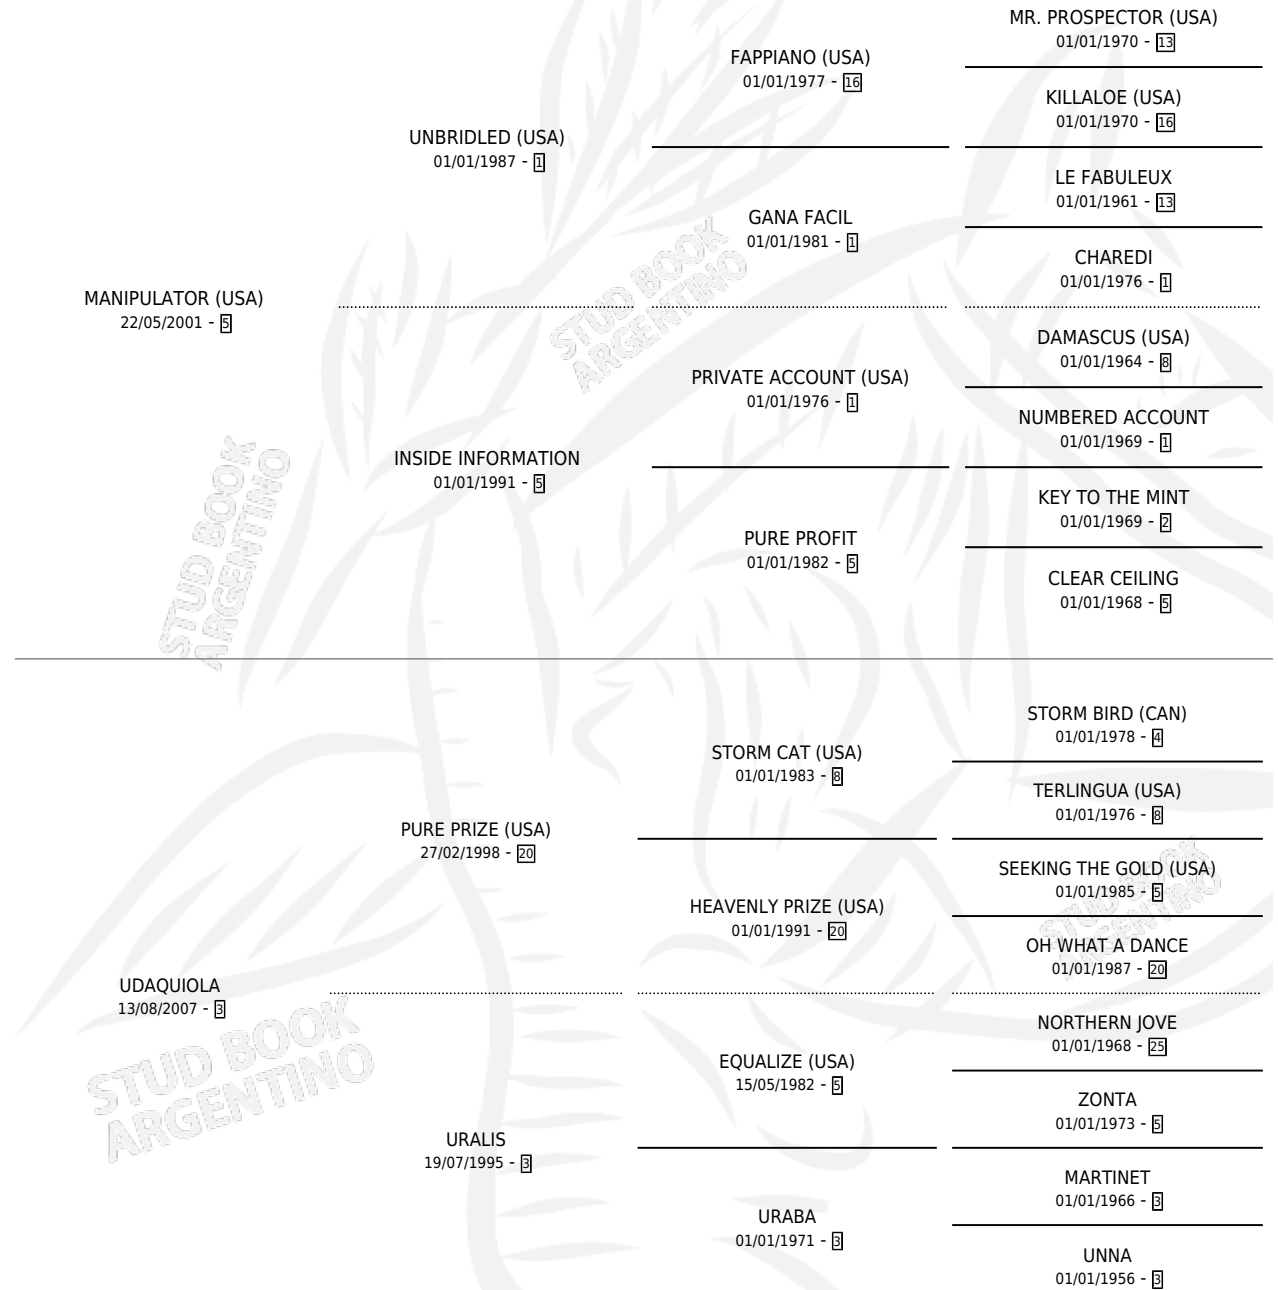 MR. PROSPECTOR (USA)
01/01/1970 - 13
FAPPIANO (USA)
01/01/1977 - 16
KILLALOE (USA)
01/01/1970 - 16
UNBRIDLED (USA)
01/01/1987 - 1
LE FABULEUX
01/01/1961 - 13
GANA FACIL
01/01/1981 - 1
CHAREDI
01/01/1976 - 1
MANIPULATOR (USA)
22/05/2001 - 5
DAMASCUS (USA)
01/01/1964 - 8
PRIVATE ACCOUNT (USA)
01/01/1976 - 1
NUMBERED ACCOUNT
01/01/1969 - 1
INSIDE INFORMATION
01/01/1991 - 5
KEY TO THE MINT
01/01/1969 - 2
PURE PROFIT
01/01/1982 - 5
CLEAR CEILING
01/01/1968 - 5
STORM BIRD (CAN)
01/01/1978 - 4
STORM CAT (USA)
01/01/1983 - 8
TERLINGUA (USA)
01/01/1976 - 8
PURE PRIZE (USA)
27/02/1998 - 20
SEEKING THE GOLD (USA)
01/01/1985 - 5
HEAVENLY PRIZE (USA)
01/01/1991 - 20
OH WHAT A DANCE
01/01/1987 - 20
UDAQUIOLA
13/08/2007 - 3
NORTHERN JOVE
01/01/1968 - 25
EQUALIZE (USA)
15/05/1982 - 5
ZONTA
01/01/1973 - 5
URALIS
19/07/1995 - 3
MARTINET
01/01/1966 - 3
URABA
01/01/1971 - 3
UNNA
01/01/1956 - 3
STUD BOOK
ARGENTINO
STUD BOOK
ARGENTINO
STUD BOOK
ARGENTINO
STUD BOOK
ARGENTINO